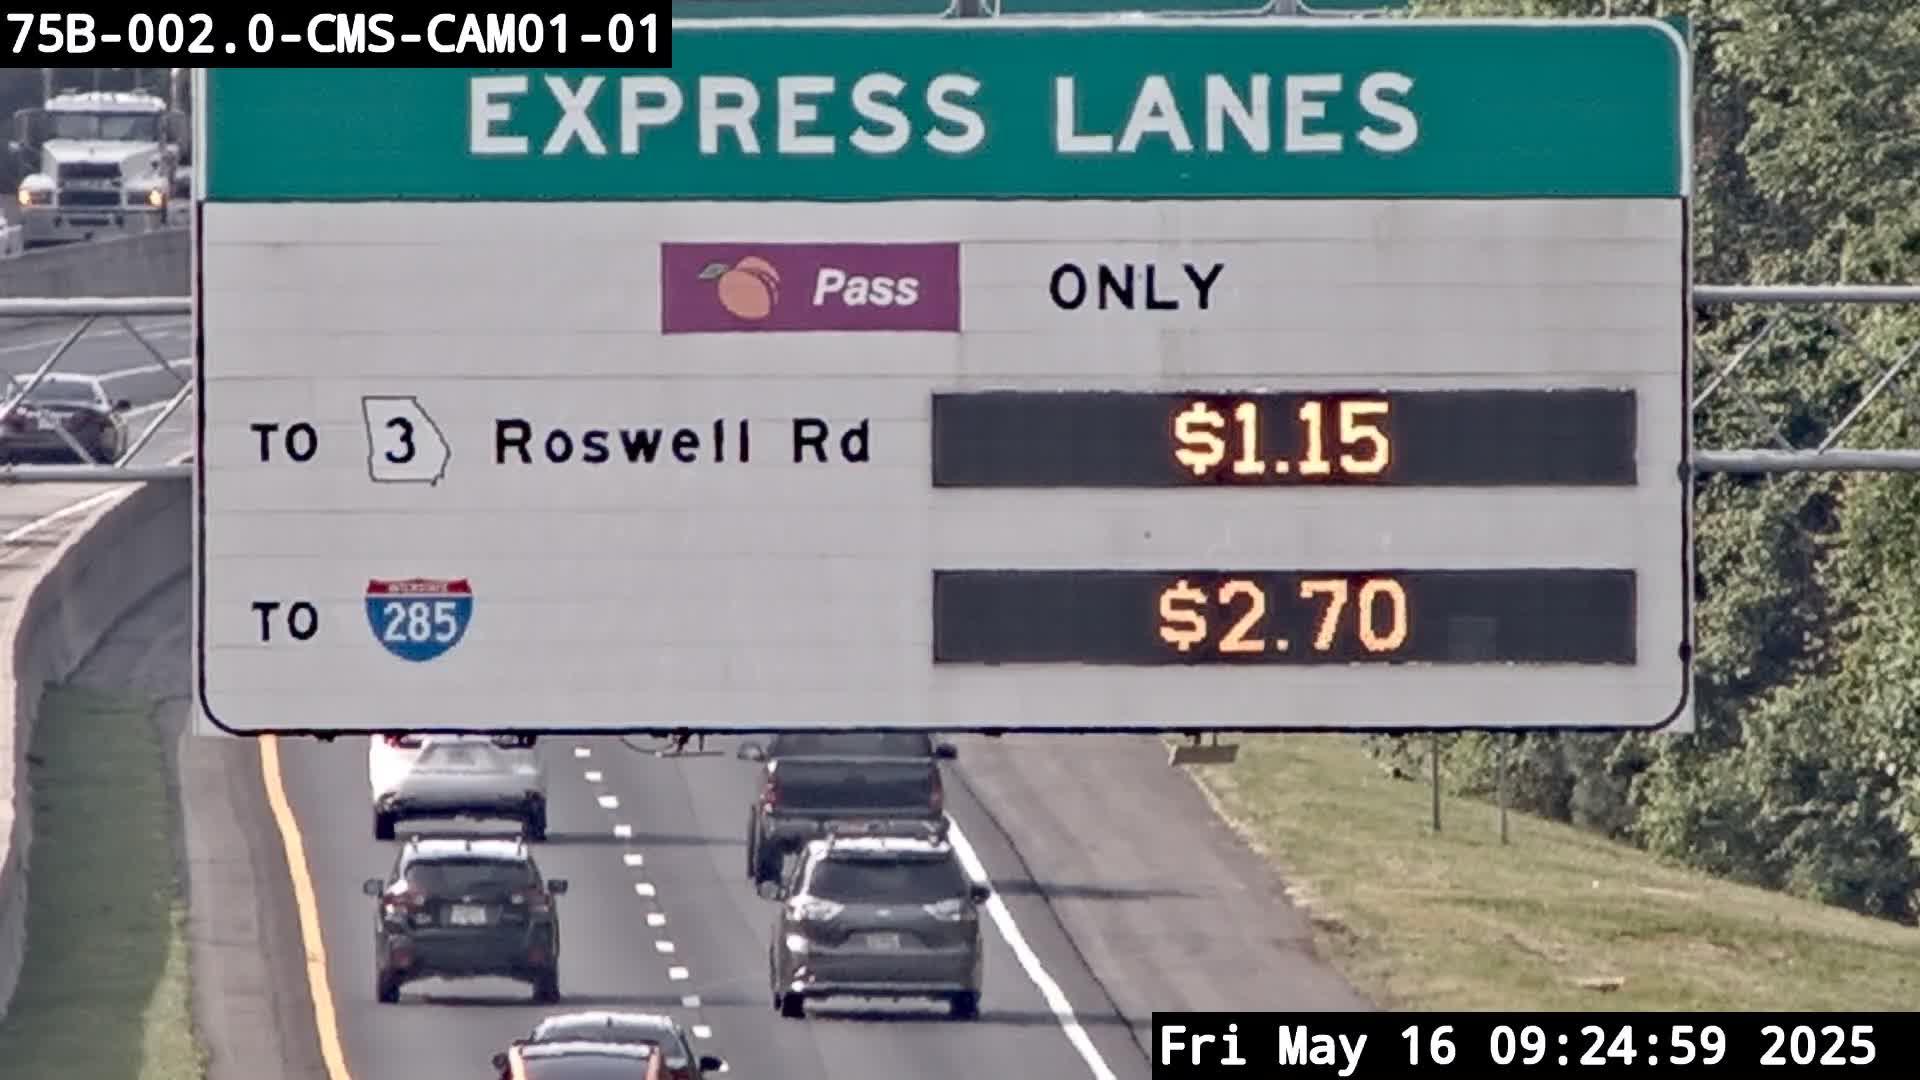 75B-002.0-CMS-CAM01-01
EXPRESS LANES
Pass ONLY
TO 3 Roswell Rd $1.15
TO INTERSTATE 285 $2.70
Fri May 16 09:24:59 2025